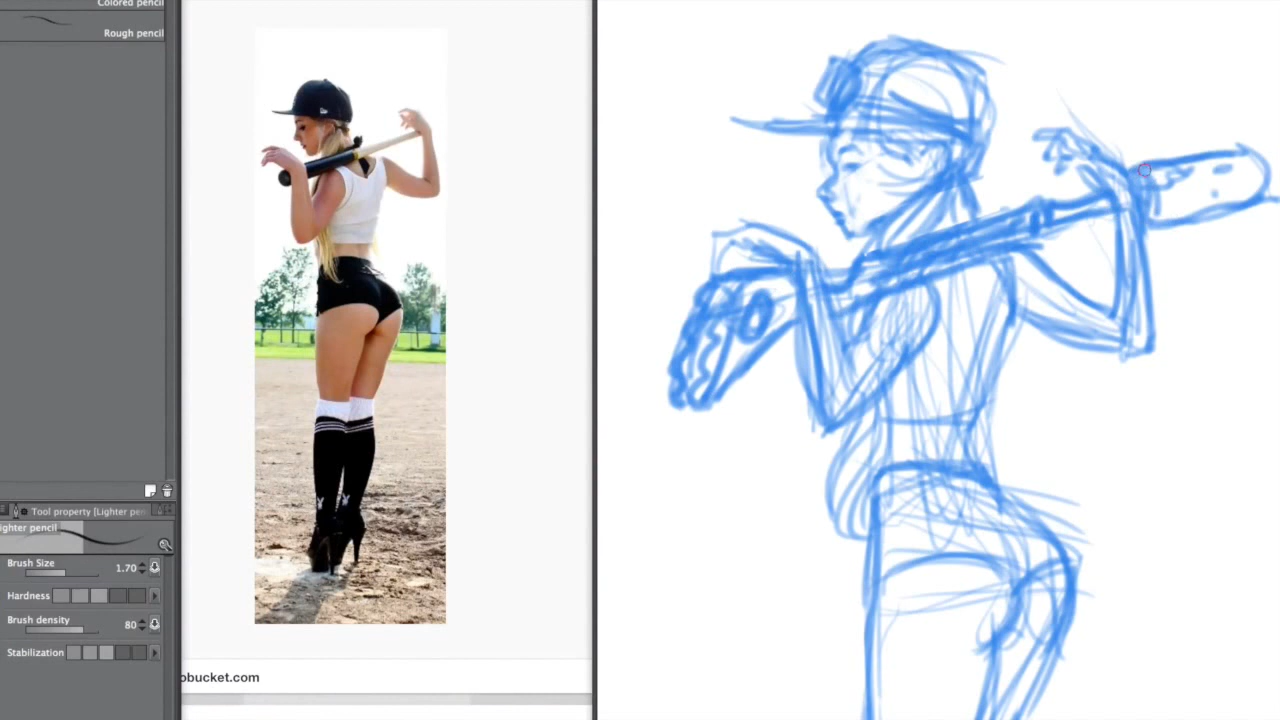 Colored pencil
Rough pencil
Tool property [Lighter pen
ighter pencil
Brush Size
1.70
Hardness
Brush density
80
Stabilization
obucket.com